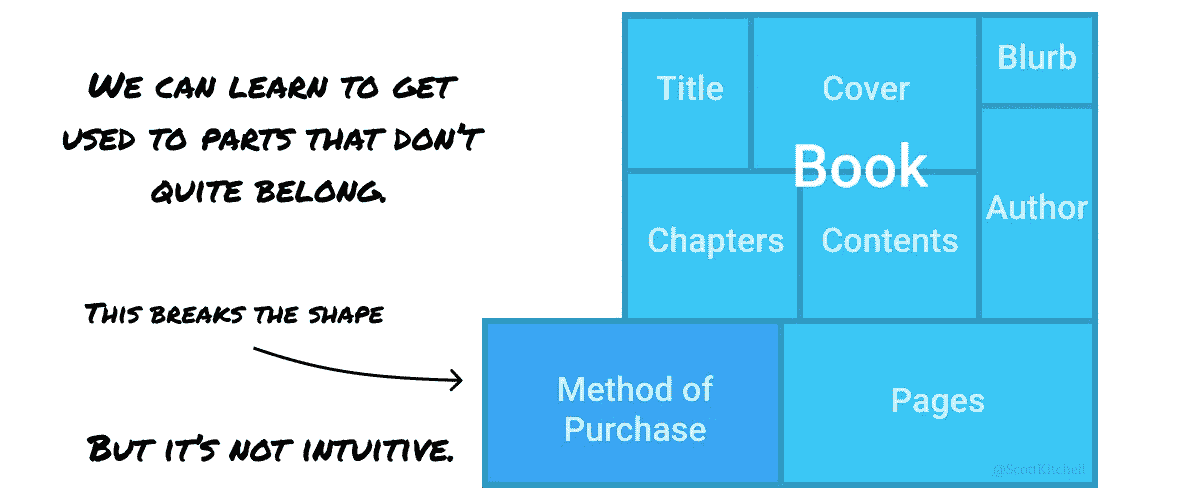 WE CAN LEARN TO GET
USED TO PARTS THAT DON'T
QUITE BELONG.
THIS BREAKS THE SHAPE
BUT IT'S NOT INTUITIVE.
Title
Cover
Blurb
Book
Author
Chapters
Contents
Method of
Purchase
Pages
@ScottKitchell